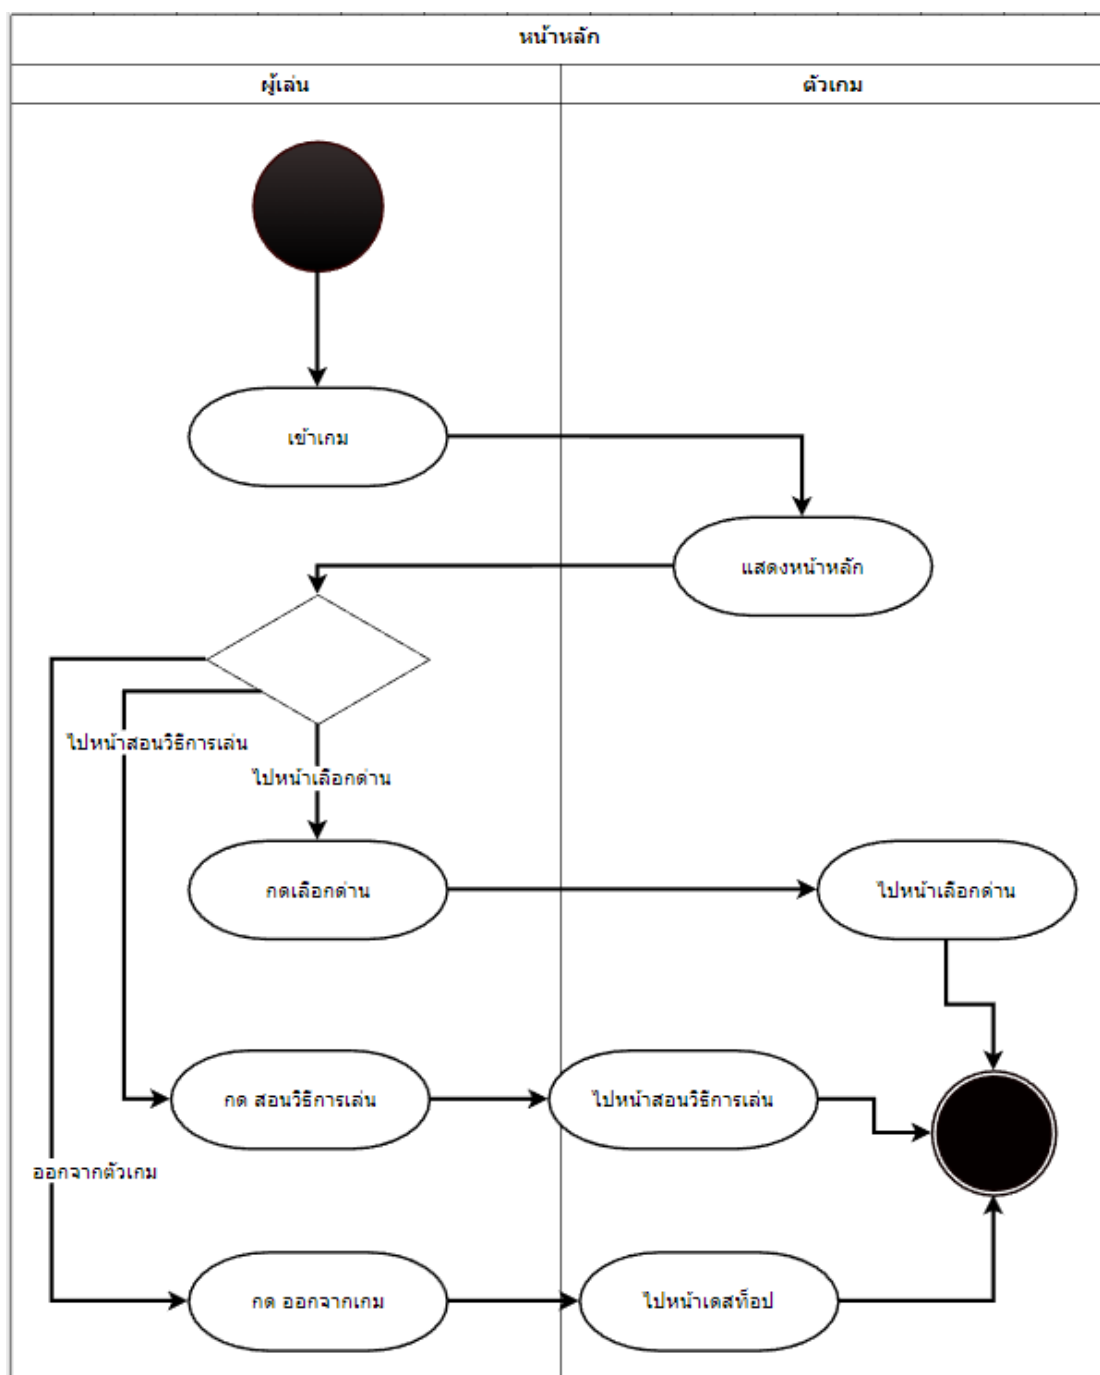 หน้าหลัก
ผู้เล่น
ตัวเกม
เข้าเกม
แสดงหน้าหลัก
ไปหน้าสอนวิธีการเล่น
ไปหน้าเลือกด่าน
กดเลือกด่าน
ไปหน้าเลือกด่าน
กด สอนวิธีการเล่น
ไปหน้าสอนวิธีการเล่น
ออกจากตัวเกม
กด ออกจากเกม
ไปหน้าเดสท็อป